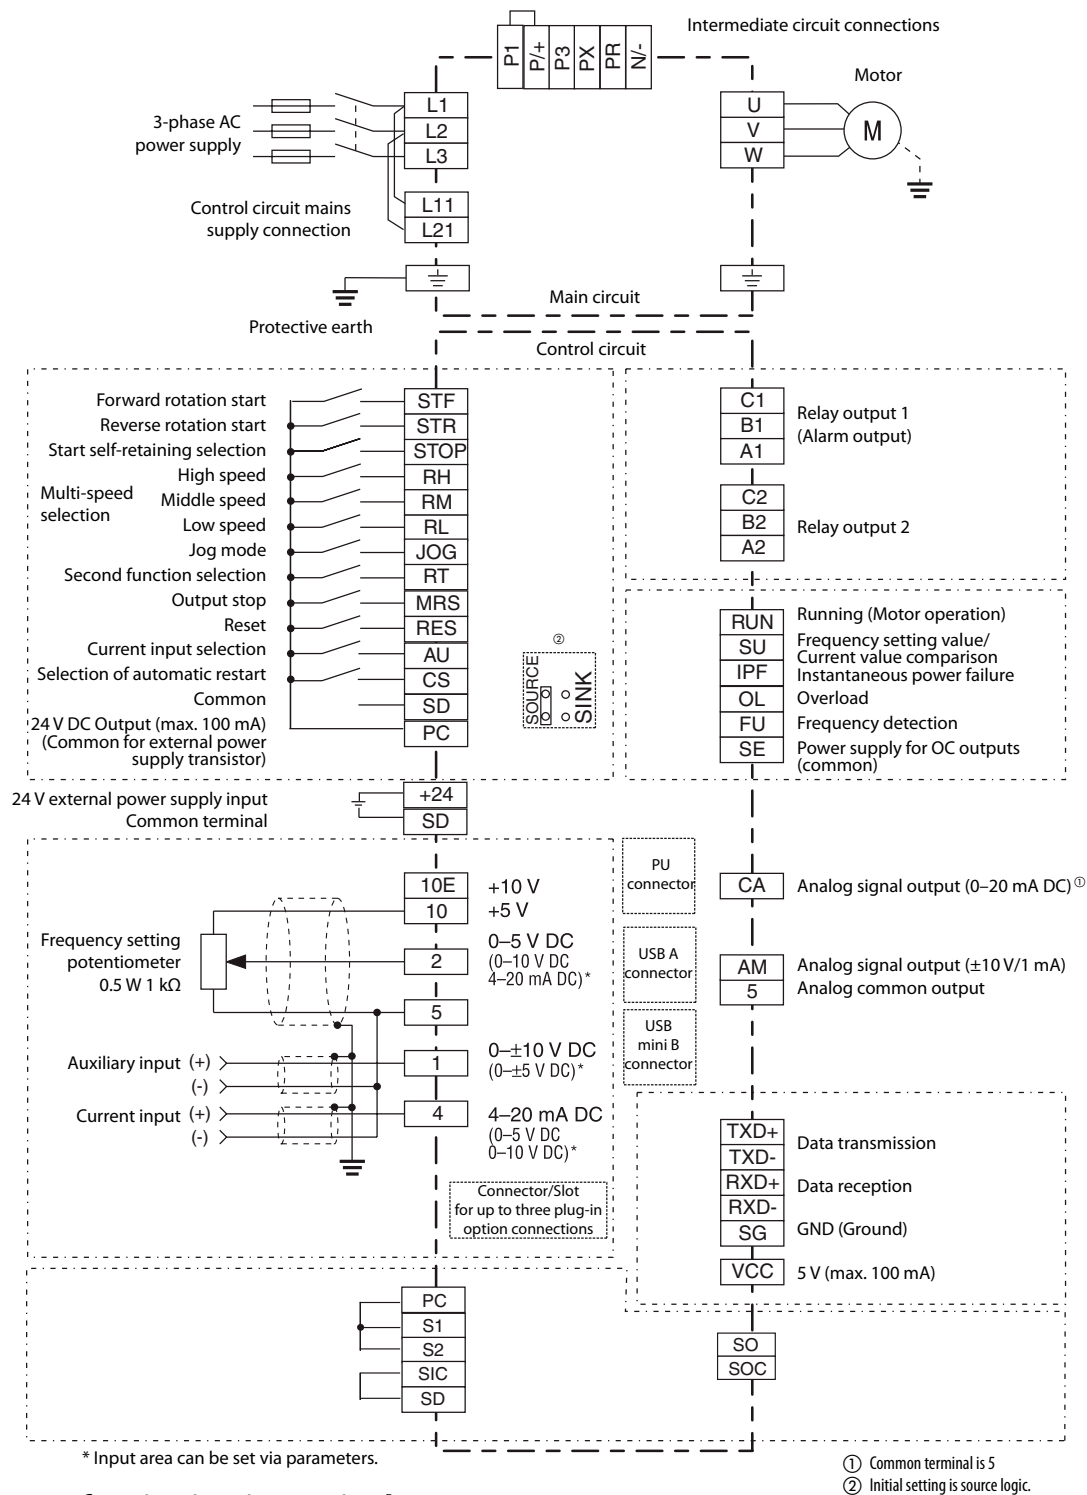 Intermediate circuit connections
P1 P/+ P3 PX PR N/-
Motor
3-phase AC
power supply
L1
L2
L3
U
V
W
M
Control circuit mains
supply connection
L11
L21
Protective earth
Main circuit
Control circuit
Forward rotation start STF
Reverse rotation start STR
Start self-retaining selection STOP
Multi-speed
selection
High speed RH
Middle speed RM
Low speed RL
Jog mode JOG
Second function selection RT
Output stop MRS
Reset RES
Current input selection AU
Selection of automatic restart CS
Common SD
24 V DC Output (max. 100 mA)
(Common for external power
supply transistor)
PC
②
SOURCE
SINK
C1
B1
A1
Relay output 1
(Alarm output)
C2
B2
A2
Relay output 2
RUN Running (Motor operation)
SU Frequency setting value/
Current value comparison
IPF Instantaneous power failure
OL Overload
FU Frequency detection
SE Power supply for OC outputs
(common)
24 V external power supply input +24
Common terminal SD
10E +10 V
10 +5 V
Frequency setting
potentiometer
0.5 W 1 kΩ
2
0–5 V DC
(0–10 V DC
4–20 mA DC)*
5
Auxiliary input (+)
(-)
1
0–±10 V DC
(0–±5 V DC)*
Current input (+)
(-)
4
4–20 mA DC
(0–5 V DC
0–10 V DC)*
Connector/Slot
for up to three plug-in
option connections
PU
connector
USB A
connector
USB
mini B
connector
CA Analog signal output (0–20 mA DC) ①
AM Analog signal output (±10 V/1 mA)
5 Analog common output
TXD+
TXD-
Data transmission
RXD+
RXD-
Data reception
SG GND (Ground)
VCC 5 V (max. 100 mA)
PC
S1
S2
SIC
SD
SO
SOC
* Input area can be set via parameters.
① Common terminal is 5
② Initial setting is source logic.